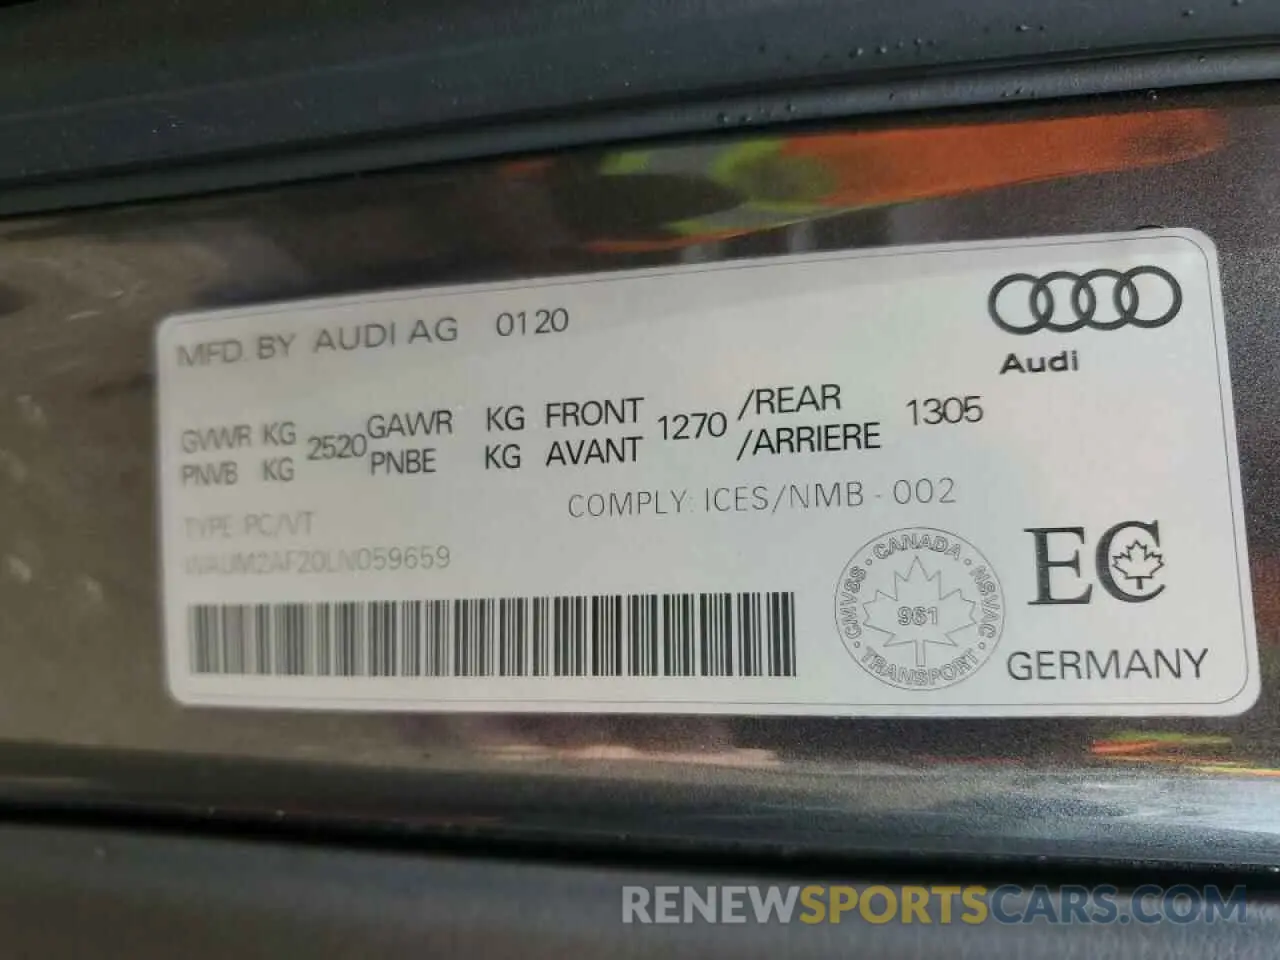 MFD. BY AUDI AG 0120
Audi
GVWR KG 2520 GAWR KG FRONT 1270 /REAR 1305
PNVB KG PNBE KG AVANT /ARRIERE
COMPLY: ICES/NMB - 002
TYPE: PC/VT
WAUM2AF20LN059659
CMVSS · CANADA · NSVAC · TRANSPORT ·
961
EC
GERMANY
RENEWSPORTSCARS.COM